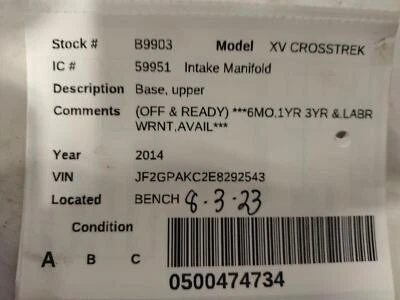 Stock # B9903 Model XV CROSSTREK
IC # 59951 Intake Manifold
Description Base, upper
Comments (OFF & READY) ***6MO,1YR 3YR & LABR
WRNT,AVAIL***
Year 2014
VIN JF2GPAKC2E8292543
Located BENCH 8-3-23
Condition
A B C
0500474734